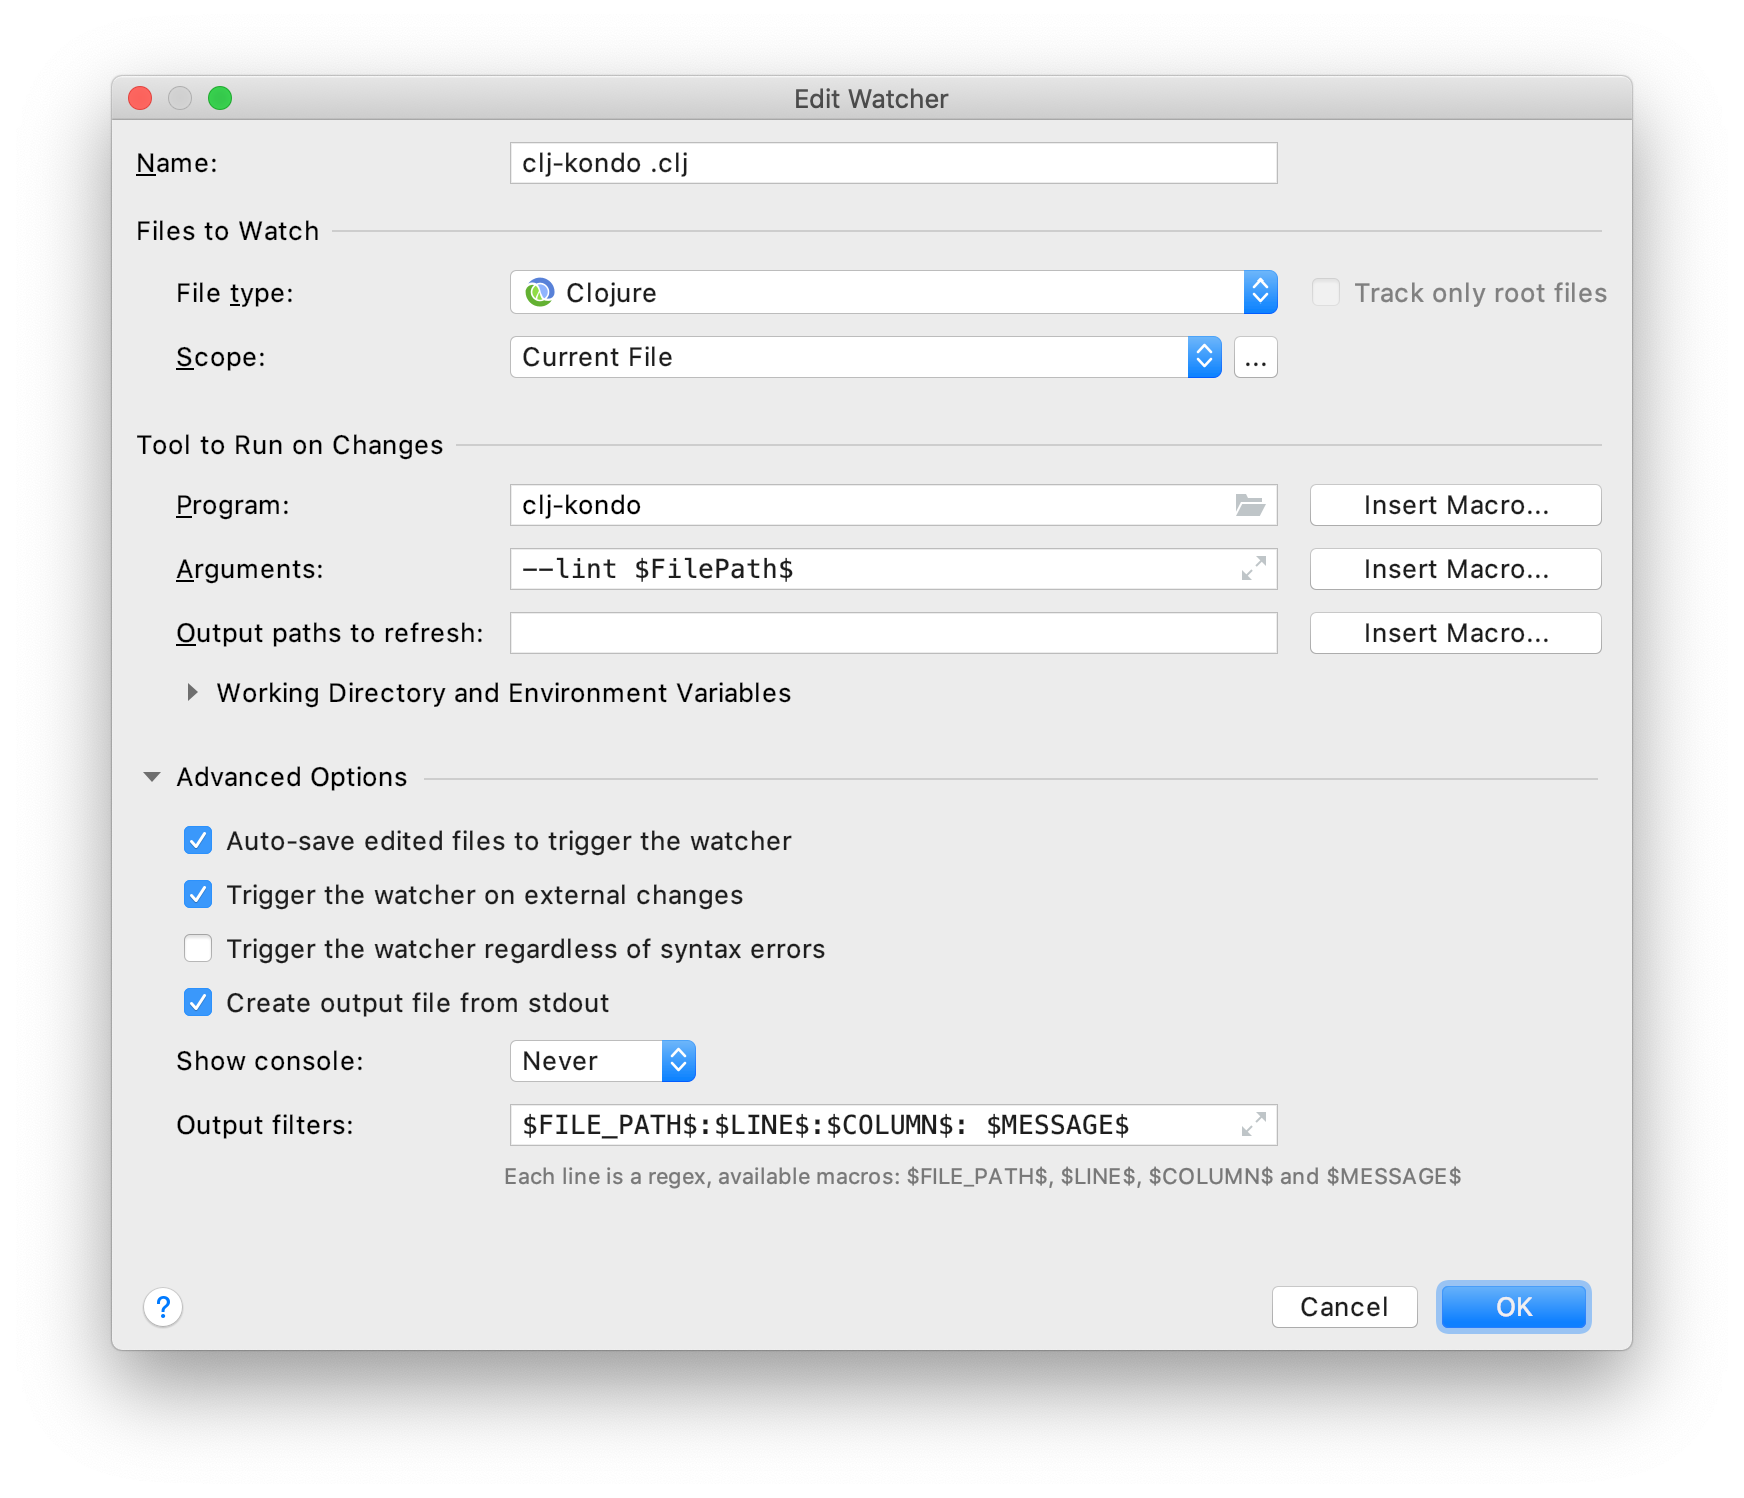 Edit Watcher
Name: clj-kondo .clj
Files to Watch
File type: Clojure Track only root files
Scope: Current File ...
Tool to Run on Changes
Program: clj-kondo Insert Macro...
Arguments: --lint $FilePath$ Insert Macro...
Output paths to refresh: Insert Macro...
Working Directory and Environment Variables
Advanced Options
Auto-save edited files to trigger the watcher
Trigger the watcher on external changes
Trigger the watcher regardless of syntax errors
Create output file from stdout
Show console: Never
Output filters: $FILE_PATH$:$LINE$:$COLUMN$: $MESSAGE$
Each line is a regex, available macros: $FILE_PATH$, $LINE$, $COLUMN$ and $MESSAGE$
? Cancel OK